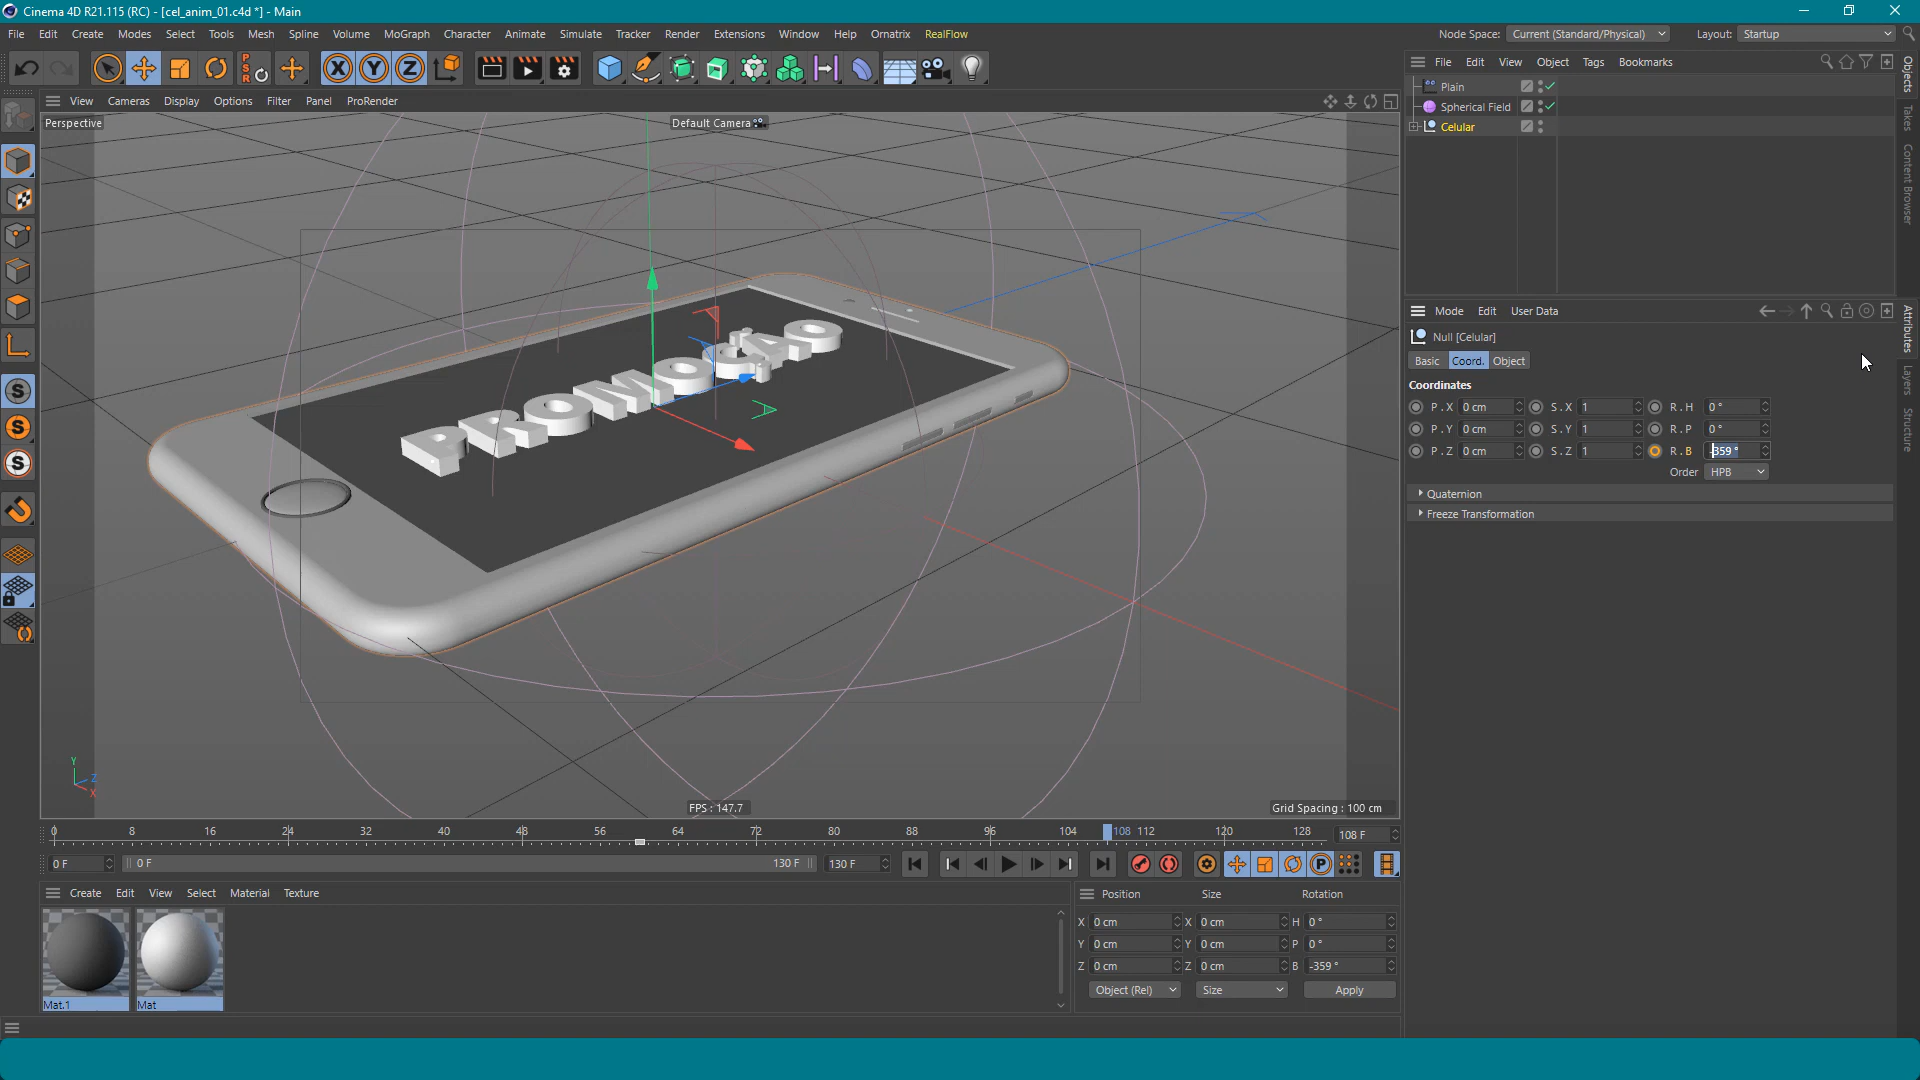 Cinema 4D R21.115 (RC) - [cel_anim_01.c4d *] - Main
File Edit Create Modes Select Tools Mesh Spline Volume MoGraph Character Animate Simulate Tracker Render Extensions Window Help Ornatrix RealFlow Node Space: Current (Standard/Physical) Layout: Startup
File Edit View Object Tags Bookmarks
View Cameras Display Options Filter Panel ProRender
Perspective
Default Camera
Plain
Spherical Field
Celular
Objects
Takes
Content Browser
PROMOÇÃO
Mode Edit User Data
Null [Celular]
Basic Coord. Object
Coordinates
P.X 0 cm S.X 1 R.H 0 °
P.Y 0 cm S.Y 1 R.P 0 °
P.Z 0 cm S.Z 1 R.B -359 °
Order HPB
Quaternion
Freeze Transformation
Attributes
Layers
Structure
Y
Z
X
FPS : 147.7
Grid Spacing : 100 cm
0 8 16 24 32 40 48 56 64 72 80 88 96 104 108 112 120 128 108 F
0 F 0 F 130 F 130 F
Create Edit View Select Material Texture
Mat.1 Mat
Position Size Rotation
X 0 cm X 0 cm H 0 °
Y 0 cm Y 0 cm P 0 °
Z 0 cm Z 0 cm B -359 °
Object (Rel) Size Apply